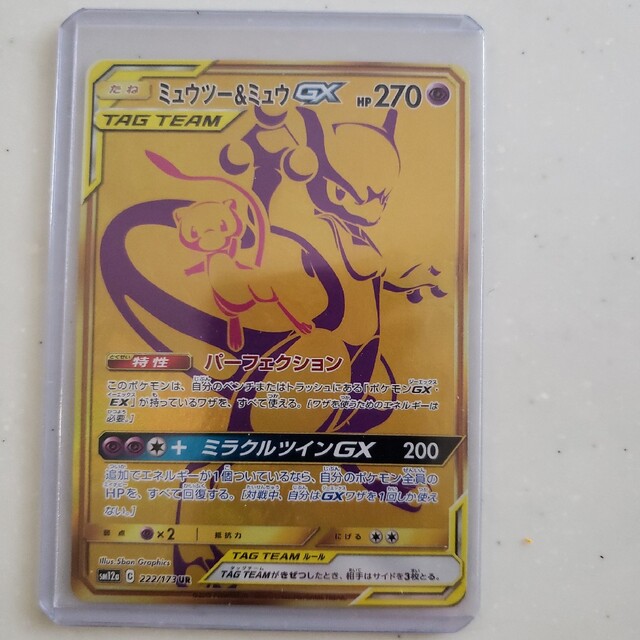 たね ミュウツー&ミュウGX HP270
TAG TEAM
とくせい
特性 パーフェクション
このポケモンは、自分のベンチまたはトラッシュにある「ポケモンGX・
EX」が持っているワザを、すべて使える。[ワザを使うためのエネルギーは
必要。]
+ ミラクルツインGX 200
追加でエネルギーが1個ついているなら、自分のポケモン全員の
HPを、すべて回復する。[対戦中、自分はGXワザを1回しか使え
ない。]
弱点 ×2 抵抗力 にげる
Illus. 5ban Graphics
TAG TEAM ルール
sm12a C 222/173 UR
TAG TEAMがきぜつしたとき、相手はサイドを3枚とる。